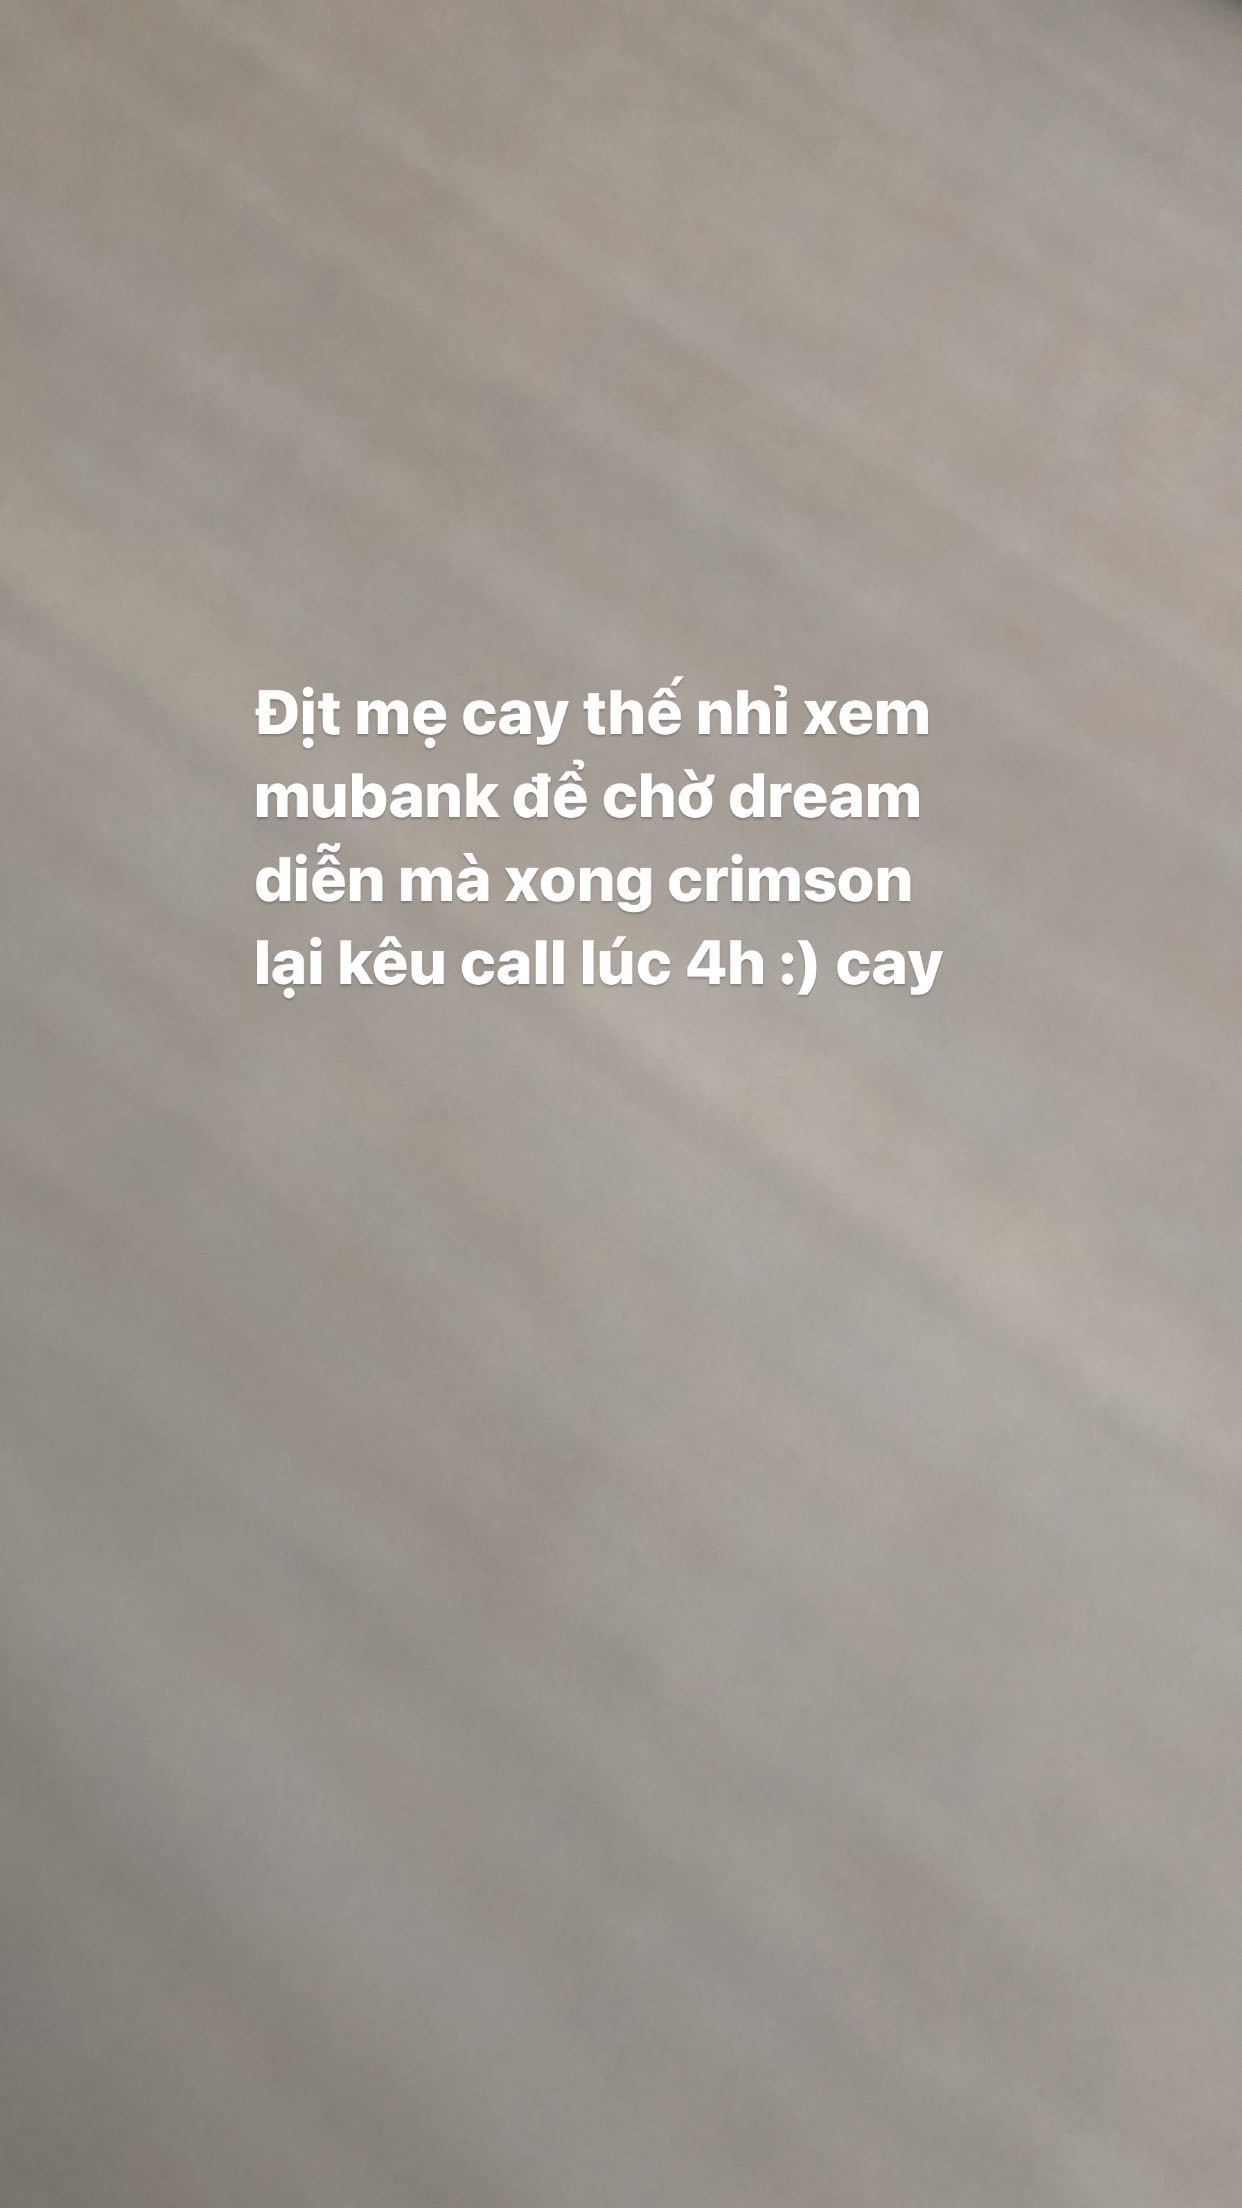 Địt mẹ cay thế nhỉ xem
mubank để chờ dream
diễn mà xong crimson
lại kêu call lúc 4h :) cay